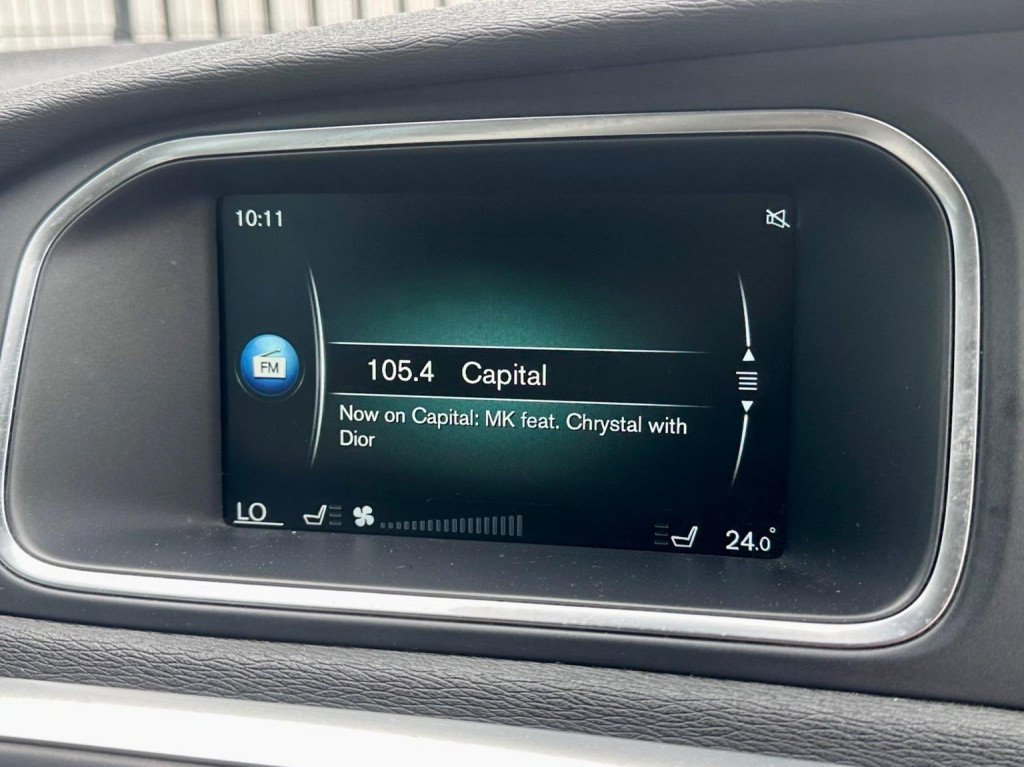 10:11
FM
105.4 Capital
Now on Capital: MK feat. Chrystal with
Dior
LO 24.0°